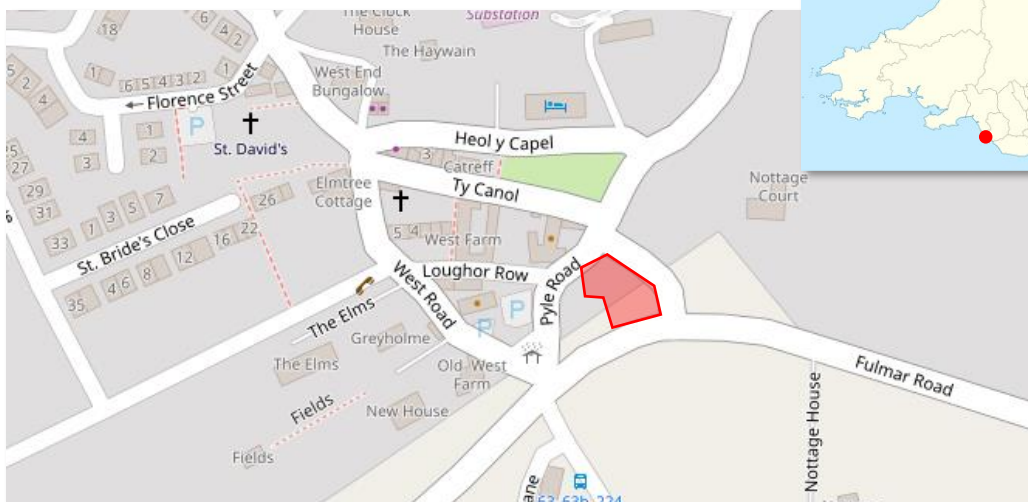 The Clock
House
Substation
18
4
2
The Haywain
5
2
4
1
6 5 4 3 2
1
West End
Bungalow
← Florence Street
P
1
St. David's
4
3
2
Heol y Capel
3
Catreff
Ty Canol
Nottage
Court
25
27
29
31
33
1
3
5
7
26
Elmtree
Cottage
St. Bride's Close
22
16
12
8
6
4
35
5 4
West Farm
Loughor Row
Pyle Road
West Road
P
P
The Elms
Greyholme
The Elms
Old West
Farm
New House
Fields
Fields
Fulmar Road
Nottage House
63 63b 224